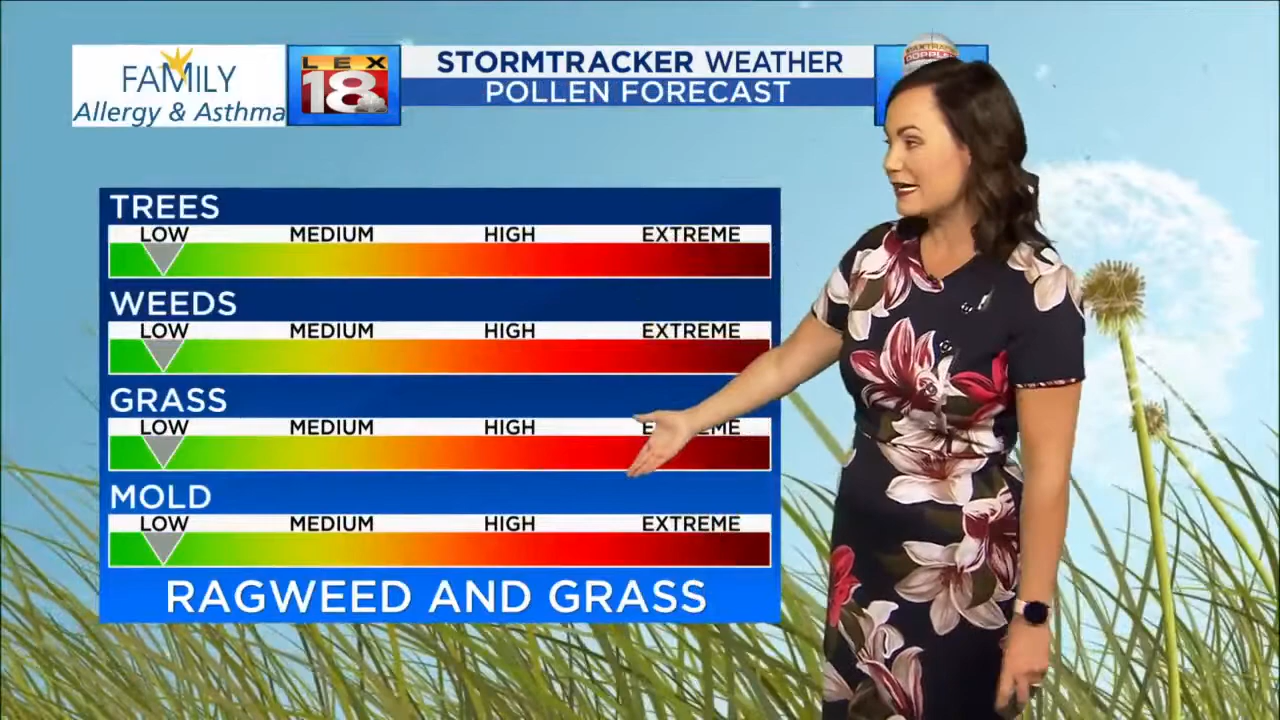 FAMILY
Allergy & Asthma
LEX
18
STORMTRACKER WEATHER
POLLEN FORECAST
TREES
LOW MEDIUM HIGH EXTREME
WEEDS
LOW MEDIUM HIGH EXTREME
GRASS
LOW MEDIUM HIGH
MOLD
LOW MEDIUM HIGH EXTREME
RAGWEED AND GRASS